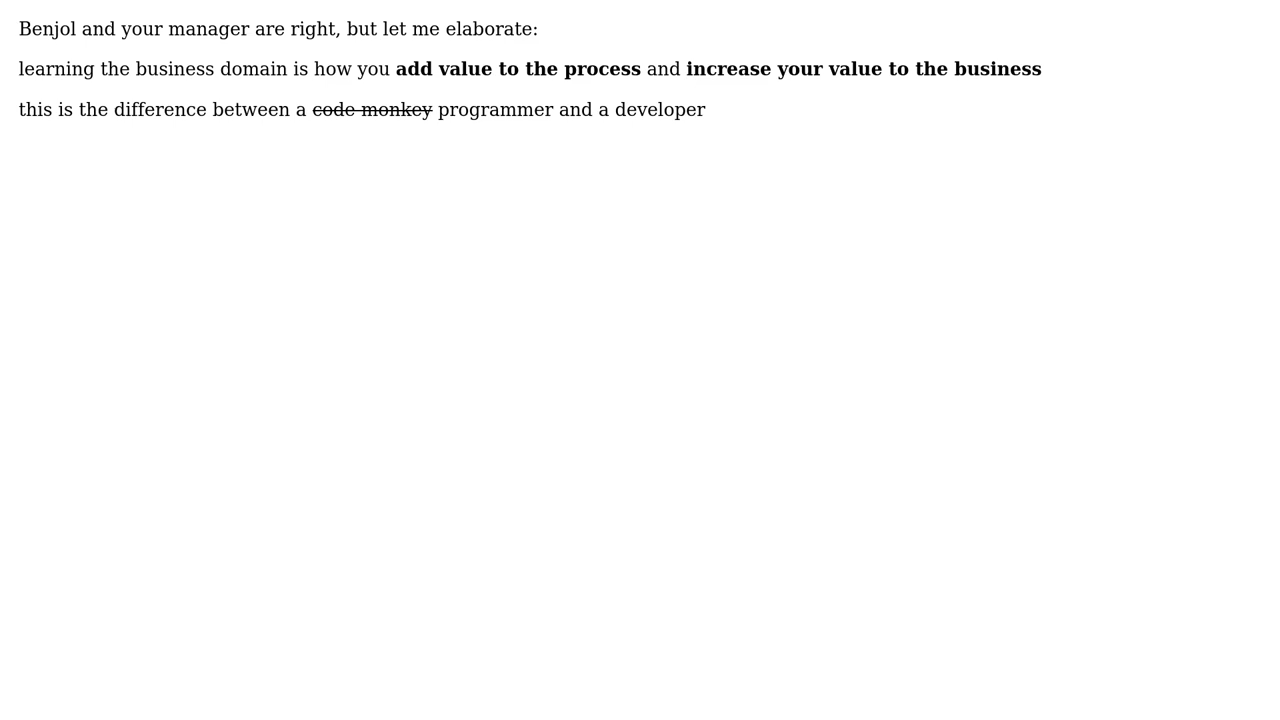 Benjol and your manager are right, but let me elaborate:
learning the business domain is how you add value to the process and increase your value to the business
this is the difference between a code monkey programmer and a developer